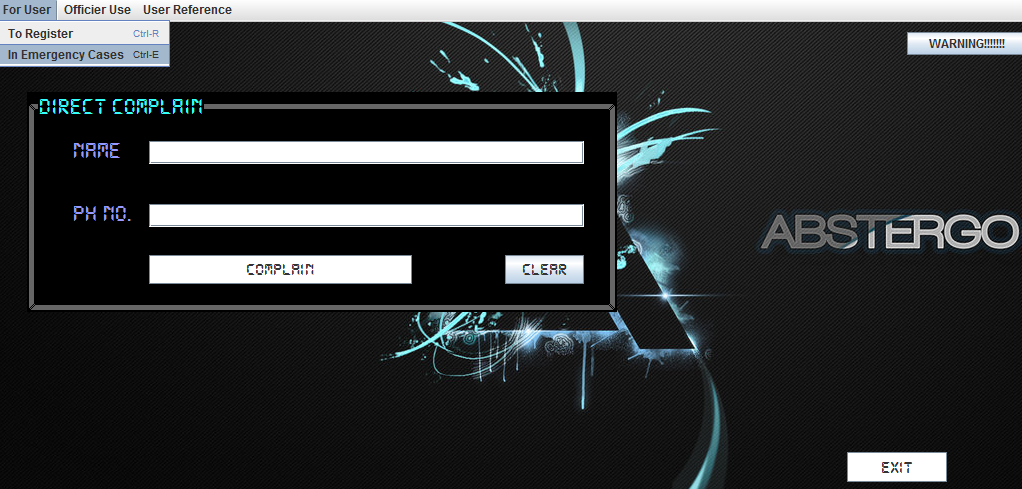 For User Officier Use User Reference
To Register Ctrl-R
In Emergency Cases Ctrl-E
WARNING!!!!!!!
DIRECT COMPLAIN
NAME
PH NO.
COMPLAIN CLEAR
ABSTERGO
EXIT